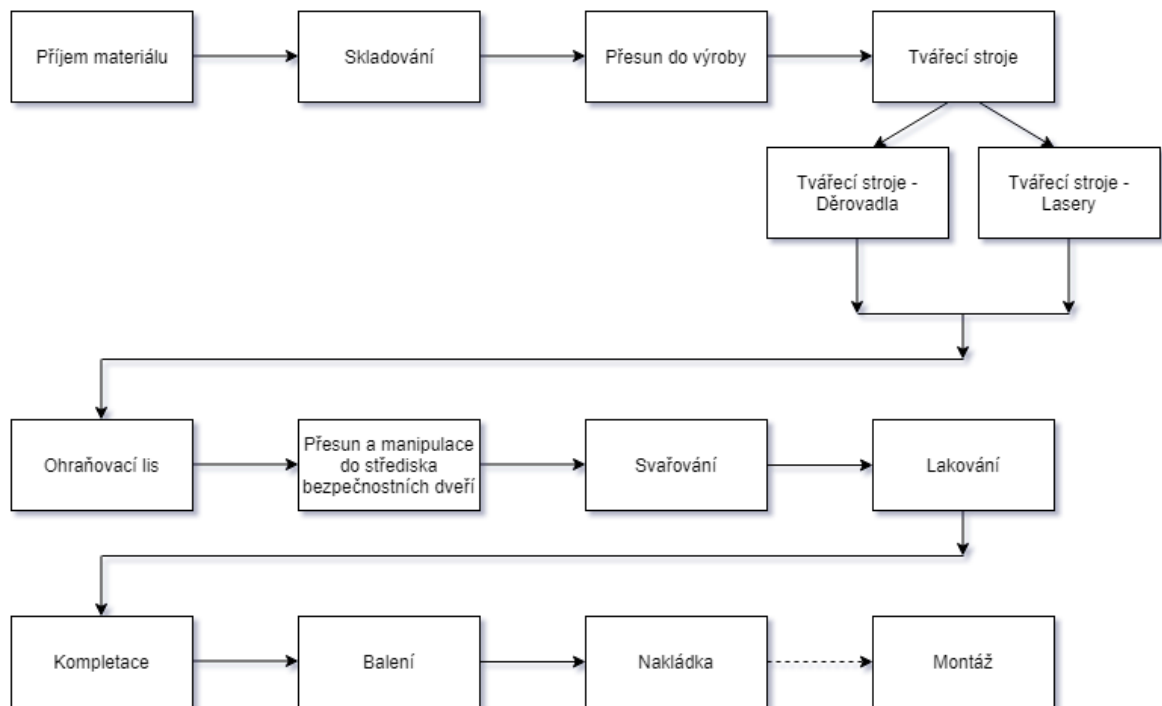 Příjem materiálu
Skladování
Přesun do výroby
Tvářecí stroje
Tvářecí stroje -
Děrovadla
Tvářecí stroje -
Lasery
Ohraňovací lis
Přesun a manipulace
do střediska
bezpečnostních dveří
Svařování
Lakování
Kompletace
Balení
Nakládka
Montáž